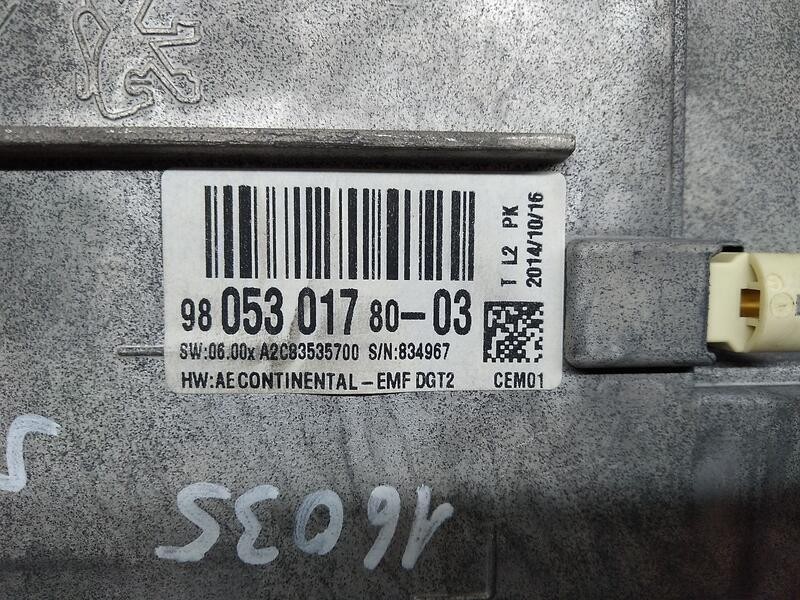 98 053 017 80-03
SW:06.00x A2C83535700 S/N:834967
HW:AE CONTINENTAL-EMF DGT2 CEM01
T L2 PK
2014/10/16
16035